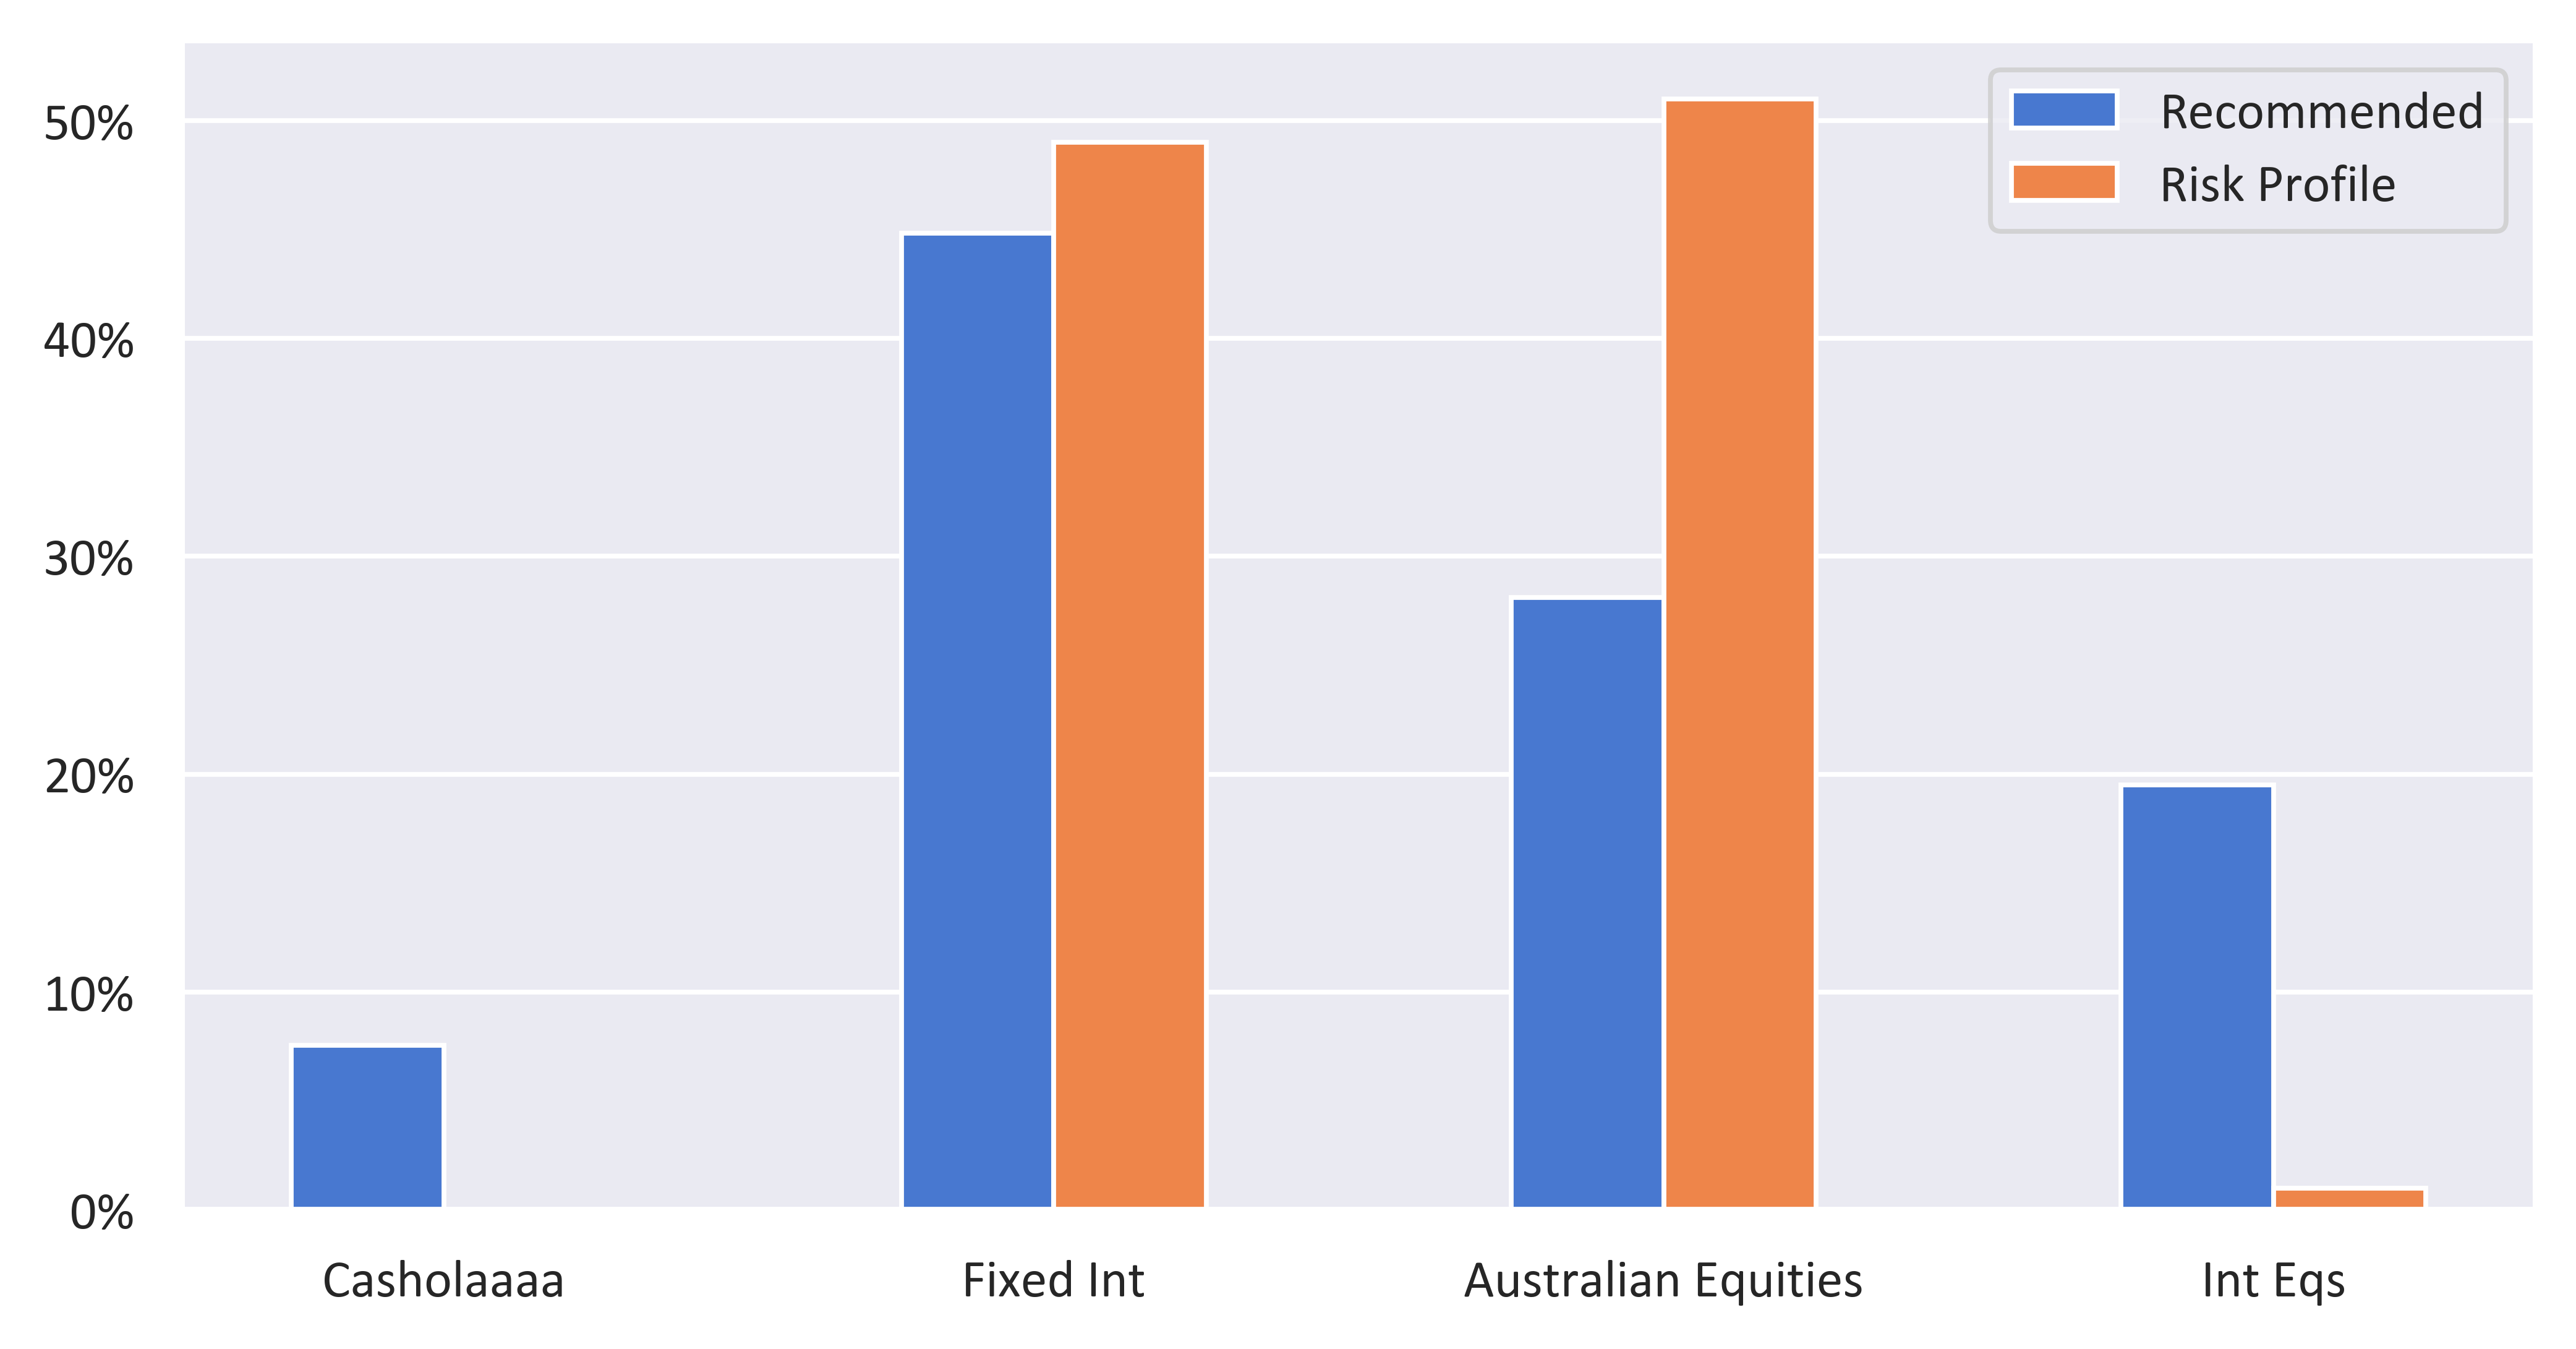 50%
40%
30%
20%
10%
0%
Recommended
Risk Profile
Casholaaaa
Fixed Int
Australian Equities
Int Eqs